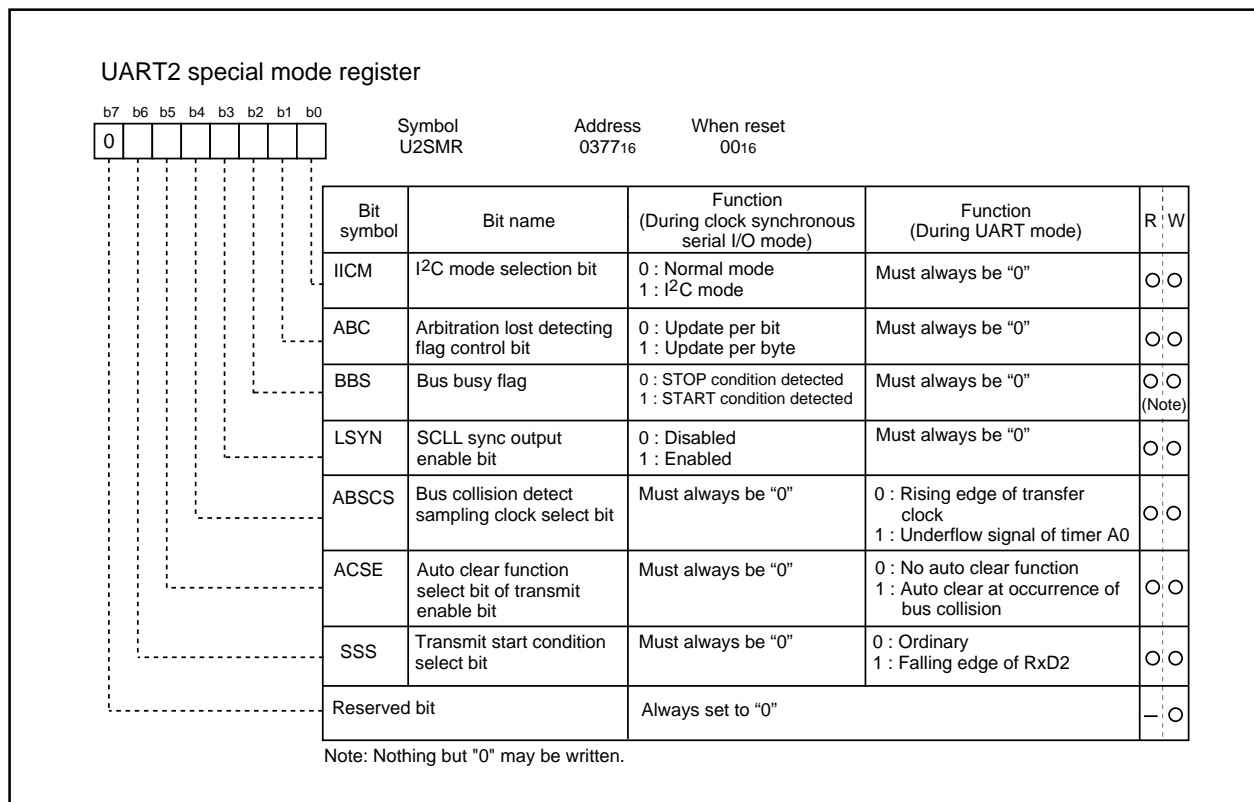 UART2 special mode register
b7 b6 b5 b4 b3 b2 b1 b0
0
Symbol Address When reset
U2SMR 037716 0016
Bit symbol Bit name Function (During clock synchronous serial I/O mode) Function (During UART mode) R W
IICM I2C mode selection bit 0 : Normal mode Must always be “0”
1 : I2C mode
ABC Arbitration lost detecting 0 : Update per bit Must always be “0”
flag control bit 1 : Update per byte
BBS Bus busy flag 0 : STOP condition detected Must always be “0”
1 : START condition detected (Note)
LSYN SCLL sync output 0 : Disabled Must always be “0”
enable bit 1 : Enabled
ABSCS Bus collision detect Must always be “0” 0 : Rising edge of transfer
sampling clock select bit clock
1 : Underflow signal of timer A0
ACSE Auto clear function Must always be “0” 0 : No auto clear function
select bit of transmit 1 : Auto clear at occurrence of
enable bit bus collision
SSS Transmit start condition Must always be “0” 0 : Ordinary
select bit 1 : Falling edge of RxD2
Reserved bit Always set to “0” –
Note: Nothing but "0" may be written.